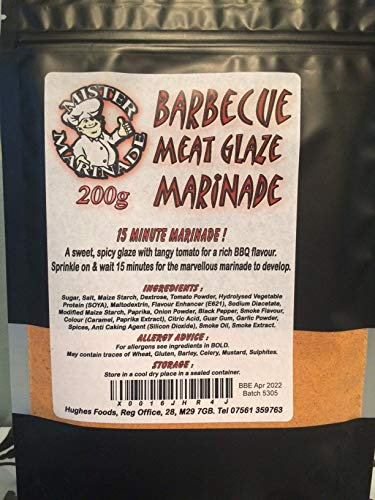 MISTER
MARINADE
200g
BARBECUE
MEAT GLAZE
MARINADE
15 MINUTE MARINADE !
A sweet, spicy glaze with tangy tomato for a rich BBQ flavour.
Sprinkle on & wait 15 minutes for the marvellous marinade to develop.
INGREDIENTS :
Sugar, Salt, Maize Starch, Dextrose, Tomato Powder, Hydrolysed Vegetable
Protein (SOYA), Maltodextrin, Flavour Enhancer (E621), Sodium Diacetate,
Modified Maize Starch, Paprika, Onion Powder, Black Pepper, Smoke Flavour,
Colour (Caramel, Paprika Extract), Citric Acid, Guar Gum, Garlic Powder,
Spices, Anti Caking Agent (Silicon Dioxide), Smoke Oil, Smoke Extract.
ALLERGY ADVICE :
For allergens see ingredients in BOLD.
May contain traces of Wheat, Gluten, Barley, Celery, Mustard, Sulphites.
STORAGE :
Store in a cool dry place in a sealed container.
BBE Apr 2022
Batch 5305
X0016JHR4J
Hughes Foods, Reg Office, 28, M29 7GB. Tel 07561 359763